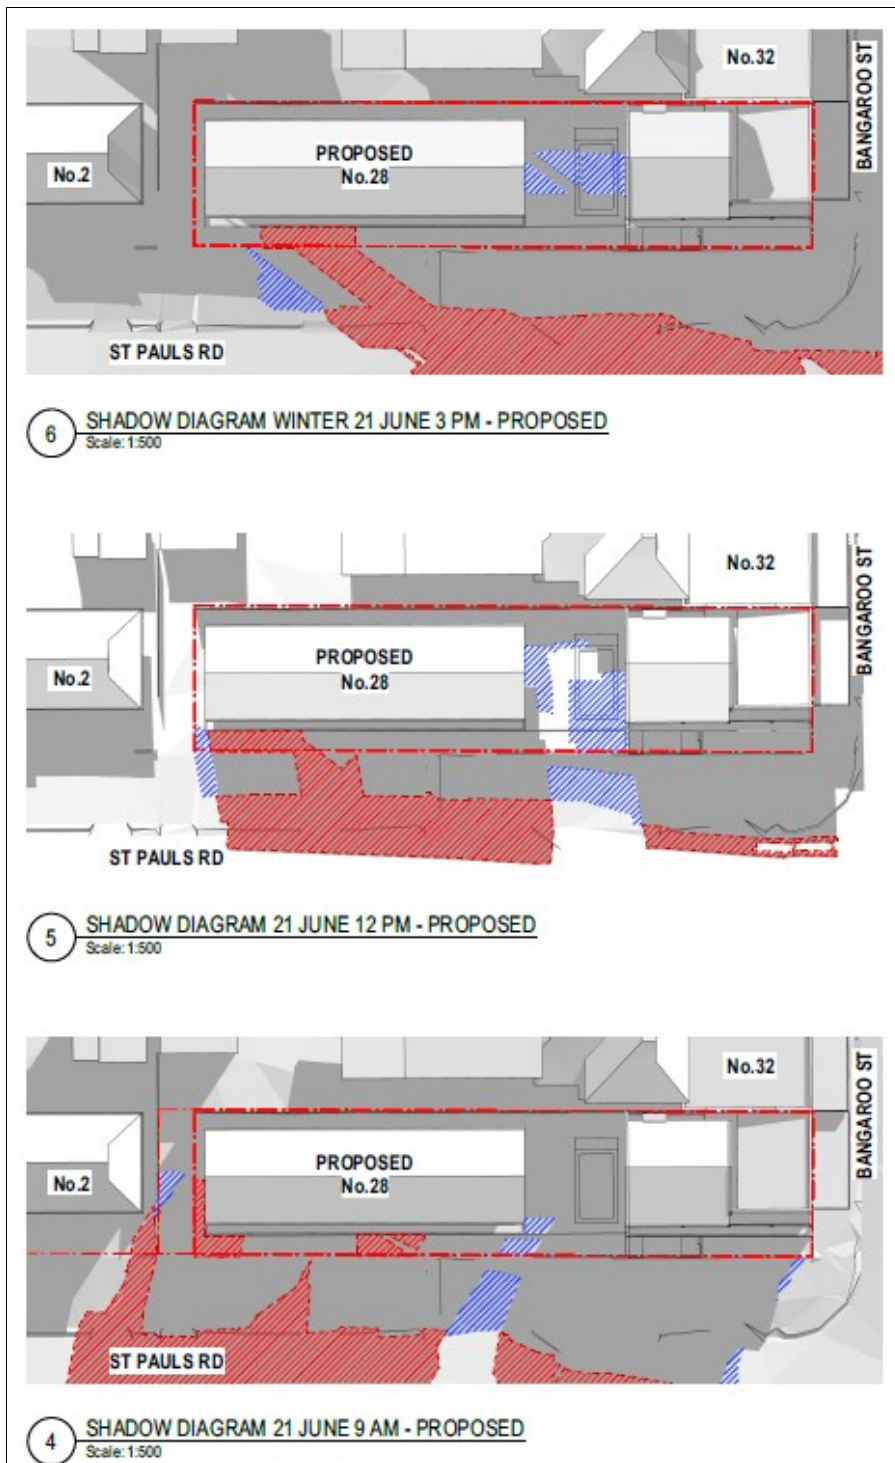 No.32
BANGAROO ST
PROPOSED
No.2
No.28
ST PAULS RD
6
SHADOW DIAGRAM WINTER 21 JUNE 3 PM - PROPOSED
Scale: 1:500
No.32
BANGAROO ST
PROPOSED
No.2
No.28
ST PAULS RD
5
SHADOW DIAGRAM 21 JUNE 12 PM - PROPOSED
Scale: 1:500
No.32
BANGAROO ST
PROPOSED
No.2
No.28
ST PAULS RD
4
SHADOW DIAGRAM 21 JUNE 9 AM - PROPOSED
Scale: 1:500